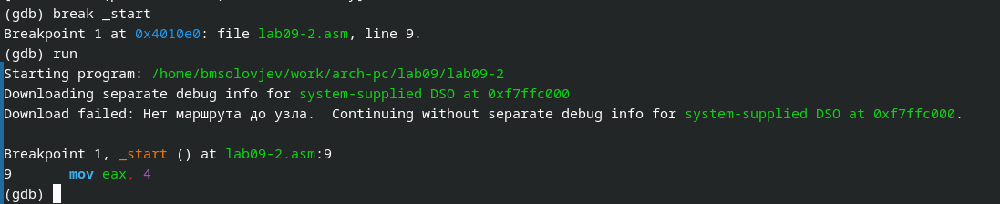 (gdb) break _start
Breakpoint 1 at 0x4010e0: file lab09-2.asm, line 9.
(gdb) run
Starting program: /home/bmsolovjev/work/arch-pc/lab09/lab09-2
Downloading separate debug info for system-supplied DSO at 0xf7ffc000
Download failed: Нет маршрута до узла.  Continuing without separate debug info for system-supplied DSO at 0xf7ffc000.
Breakpoint 1, _start () at lab09-2.asm:9
9       mov eax, 4
(gdb)